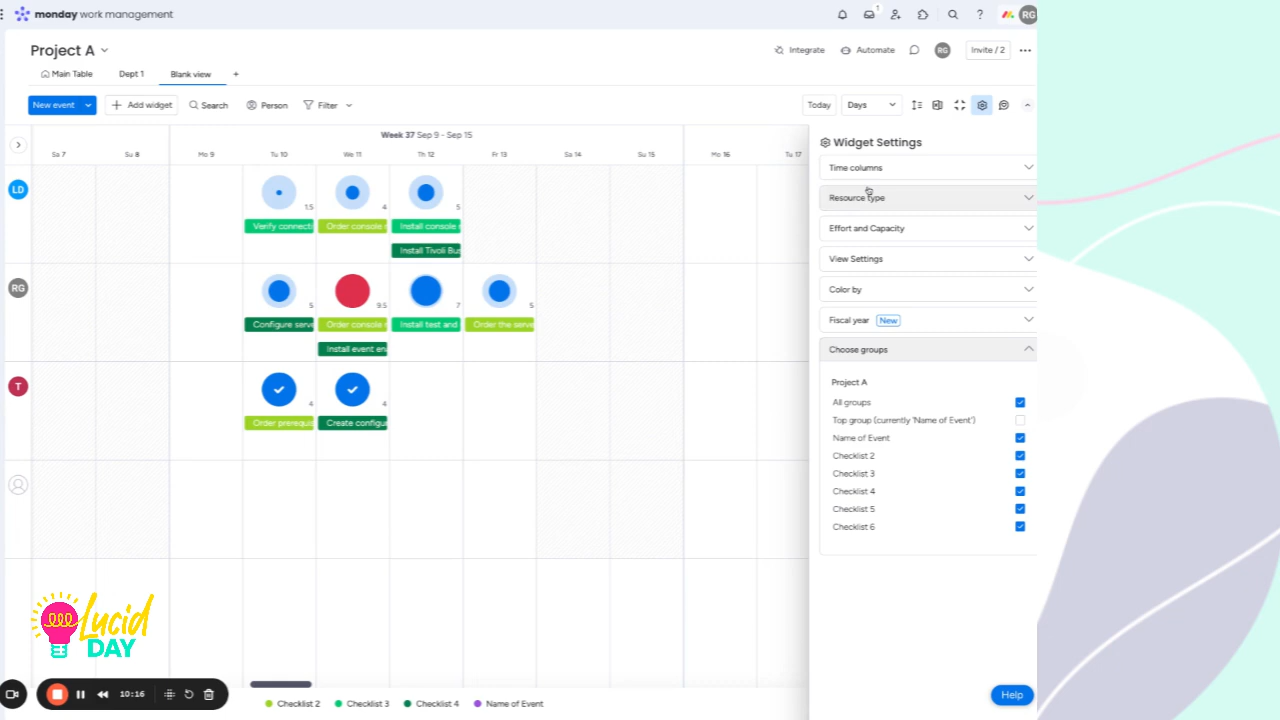 monday work management
1
RG
Project A
Integrate
Automate
RG
Invite / 2
Main Table
Dept 1
Blank view
+
New event
Add widget
Search
Person
Filter
Today
Days
Week 37 Sep 9 - Sep 15
Sa 7
Su 8
Mo 9
Tu 10
We 11
Th 12
Fr 13
Sa 14
Su 15
Mo 16
Tu 17
LD
1.5
4
5
Verify connecti
Order console
Install console
Install Tivoli Bus
RG
5
9.5
7
5
Configure serve
Order console
Install test and
Order the serve
Install event en
T
4
4
Order prerequis
Create configu
Widget Settings
Time columns
Resource type
Effort and Capacity
View Settings
Color by
Fiscal year New
Choose groups
Project A
All groups
Top group (currently 'Name of Event')
Name of Event
Checklist 2
Checklist 3
Checklist 4
Checklist 5
Checklist 6
Lucid
DAY
10:16
Checklist 2
Checklist 3
Checklist 4
Name of Event
Help